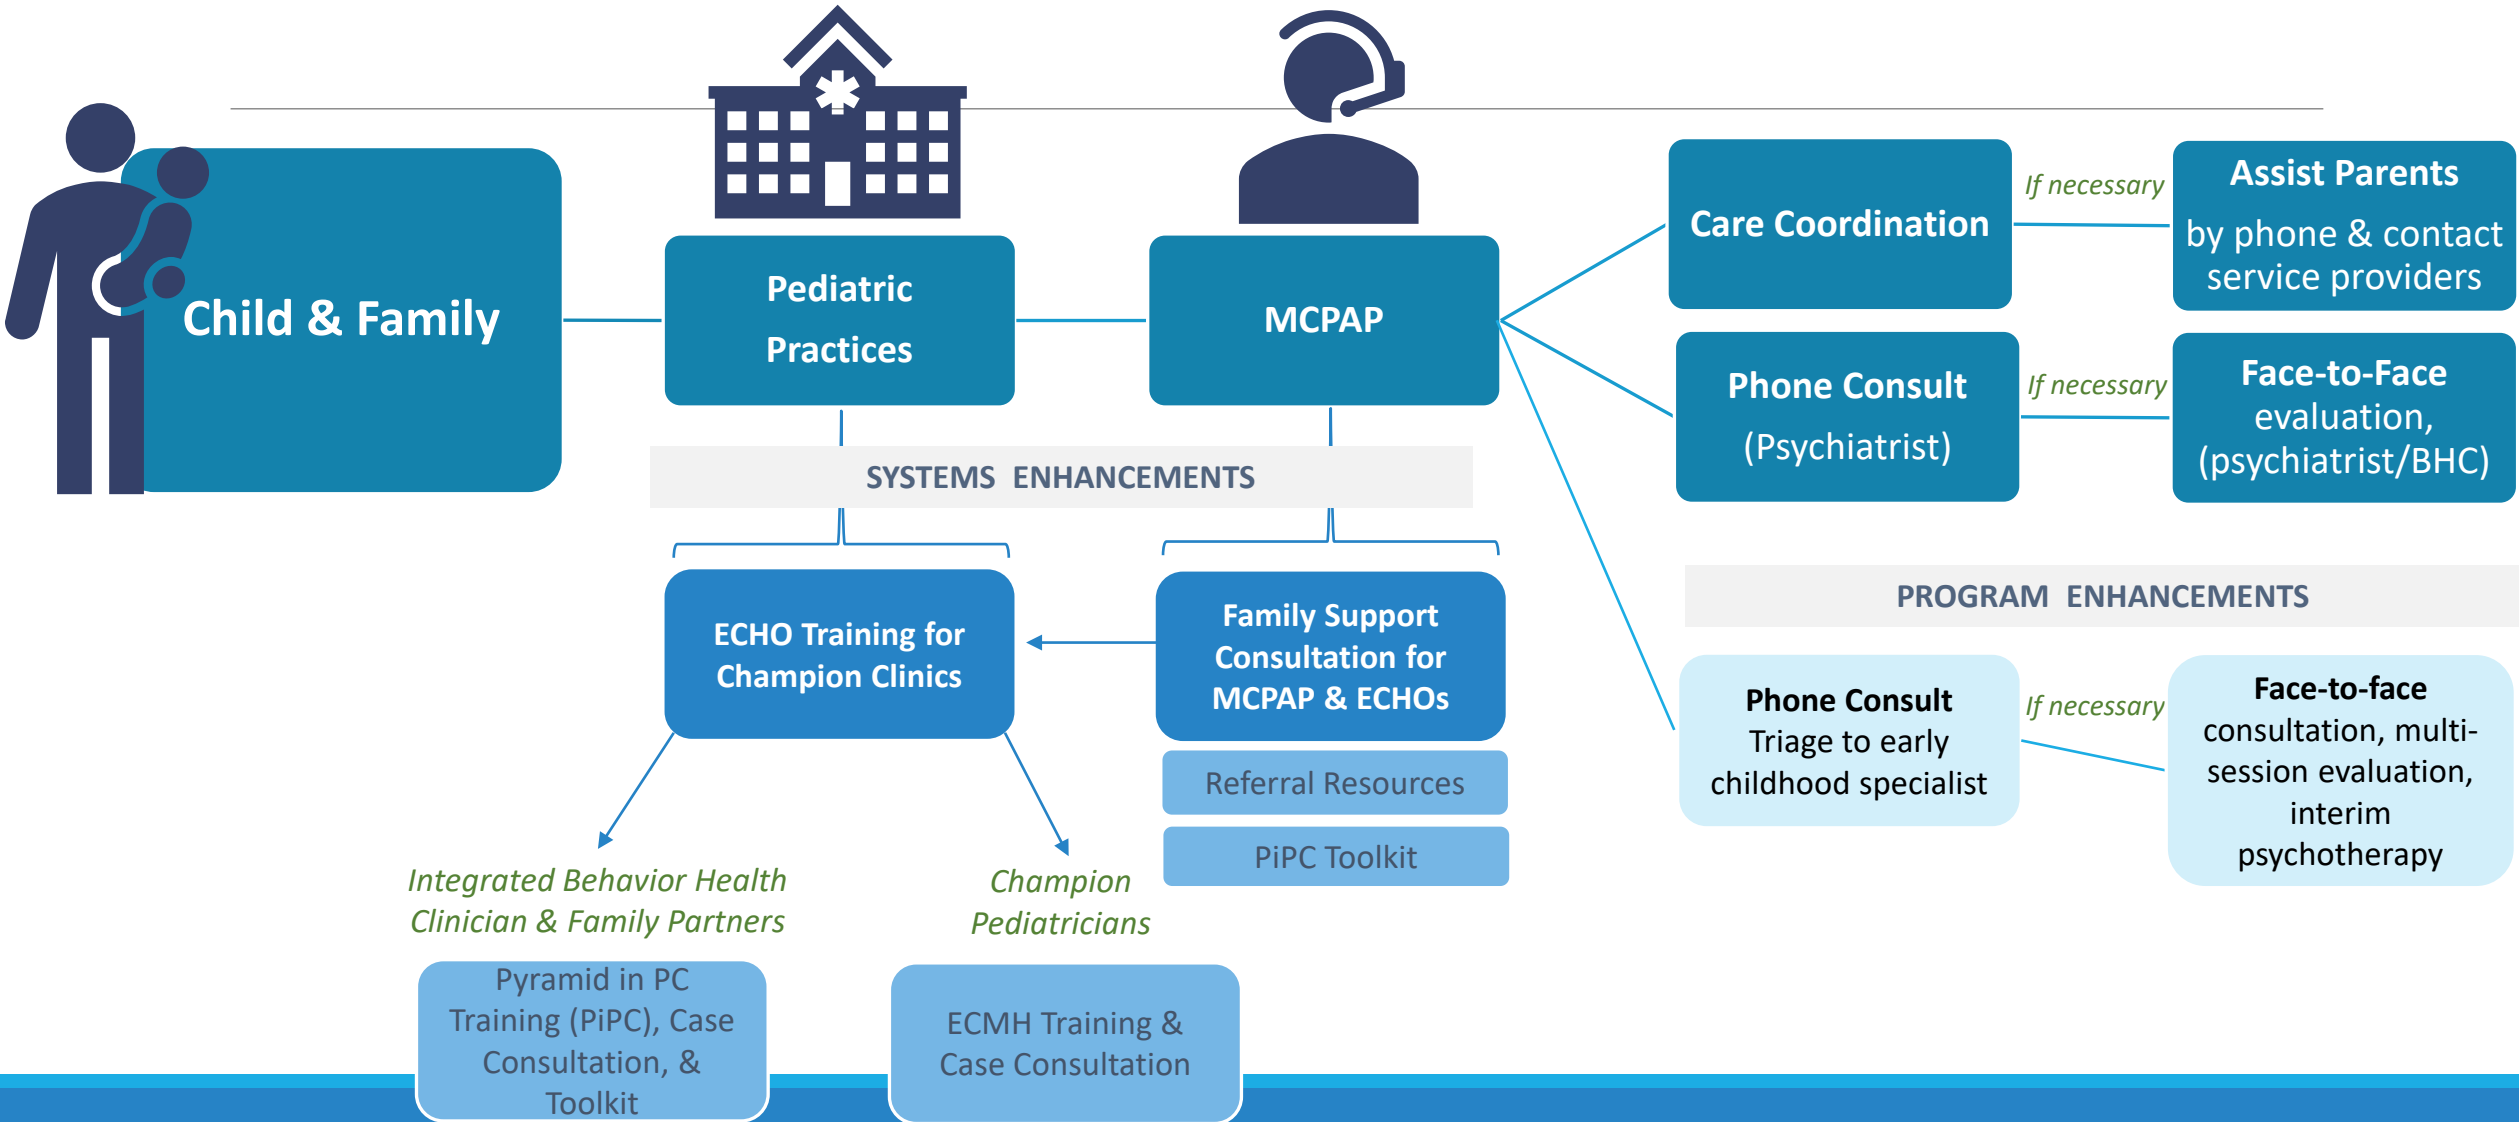 Child & Family
Pediatric
Practices
MCPAP
Care Coordination
If necessary
Assist Parents
by phone & contact
service providers
Phone Consult
(Psychiatrist)
If necessary
Face-to-Face
evaluation,
(psychiatrist/BHC)
SYSTEMS ENHANCEMENTS
ECHO Training for
Champion Clinics
Family Support
Consultation for
MCPAP & ECHOs
Referral Resources
PiPC Toolkit
Integrated Behavior Health
Clinician & Family Partners
Champion
Pediatricians
Pyramid in PC
Training (PiPC), Case
Consultation, &
Toolkit
ECMH Training &
Case Consultation
PROGRAM ENHANCEMENTS
Phone Consult
Triage to early
childhood specialist
If necessary
Face-to-face
consultation, multi-
session evaluation,
interim
psychotherapy